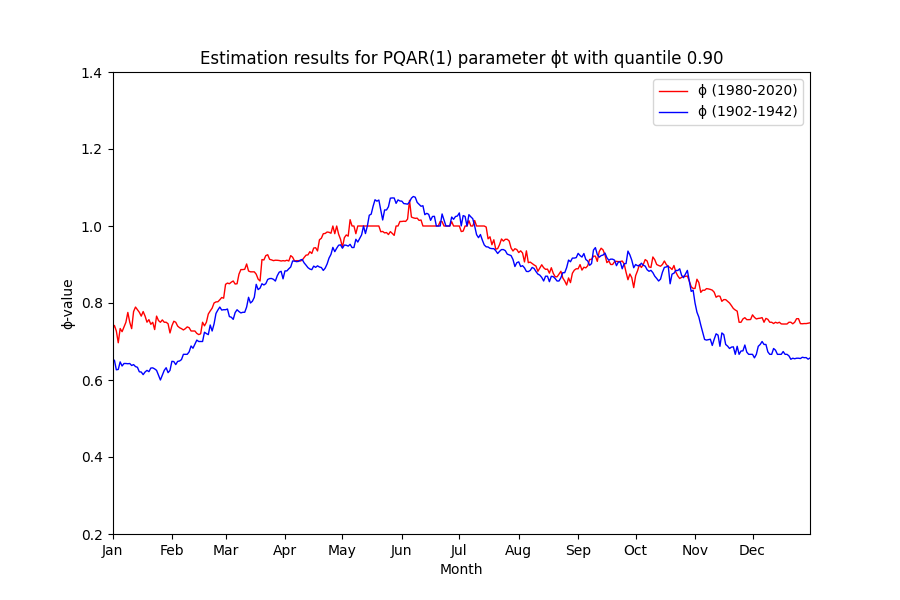 Estimation results for PQAR(1) parameter ϕt with quantile 0.90
ϕ (1980-2020)
ϕ (1902-1942)
1.4
1.2
1.0
0.8
0.6
0.4
0.2
ϕ-value
Jan Feb Mar Apr May Jun Jul Aug Sep Oct Nov Dec
Month